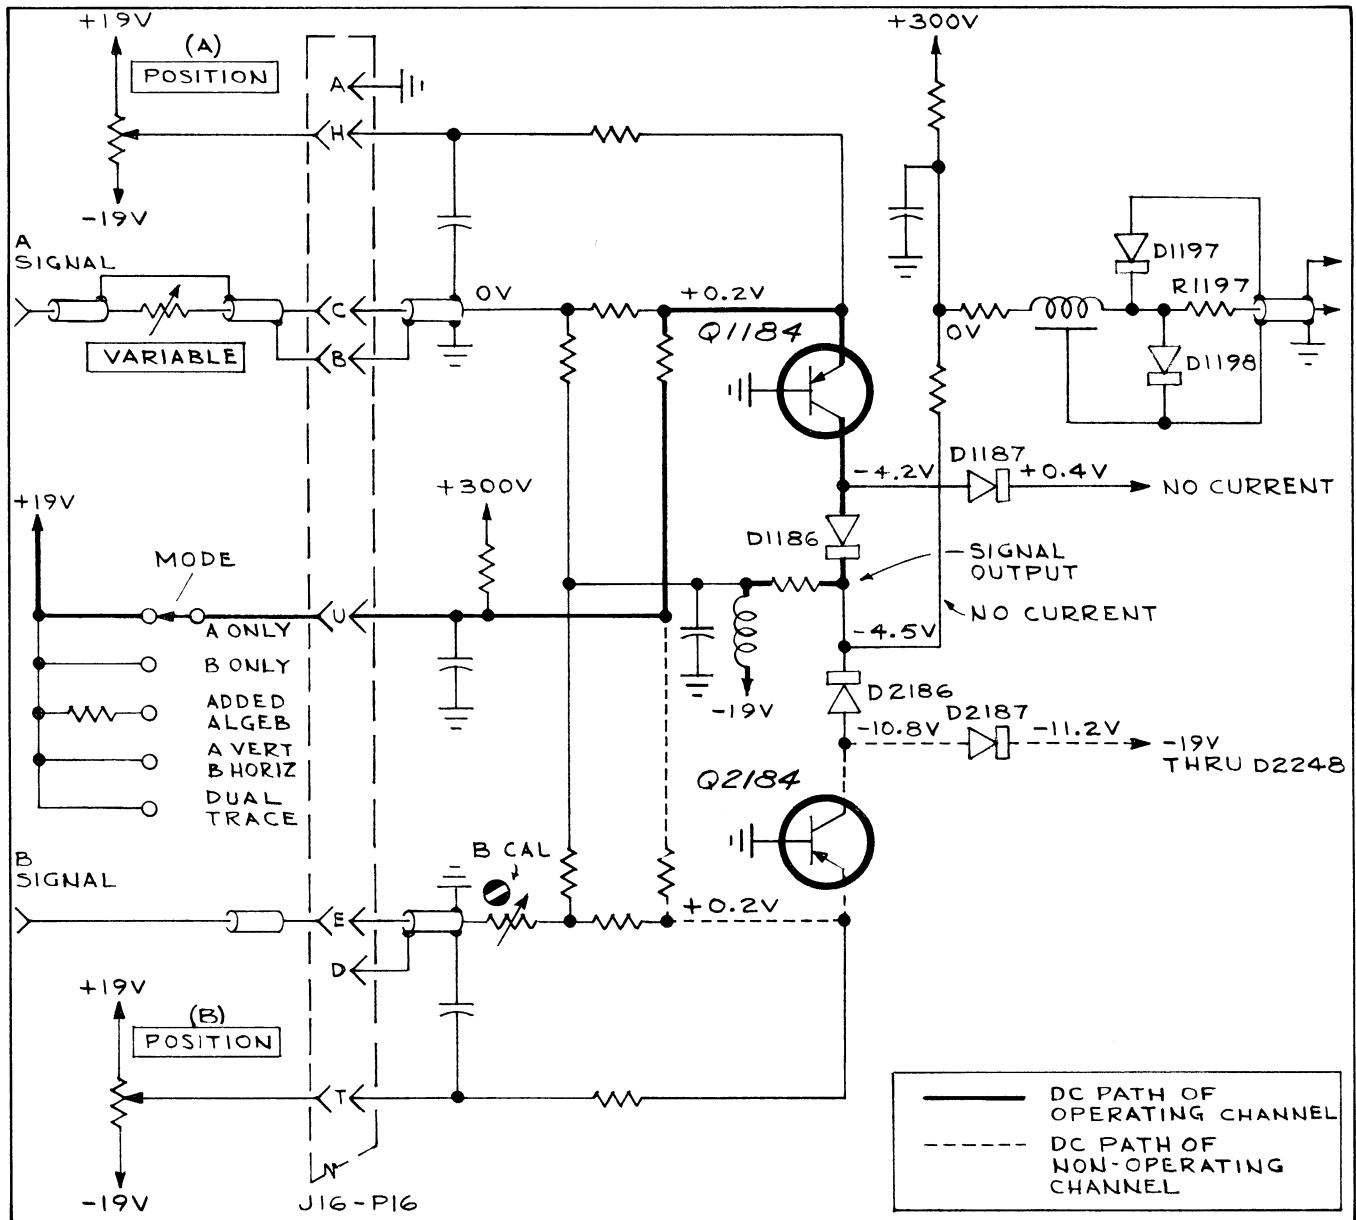 +19V
(A)
POSITION
-19V
+300V
A
H
A
SIGNAL
VARIABLE
C
B
0V
+0.2V
Q1184
D1197
R1197
0V
D1198
D1187
-4.2V
+0.4V
NO CURRENT
+19V
MODE
+300V
D1186
SIGNAL
OUTPUT
NO CURRENT
U
A ONLY
B ONLY
ADDED
ALGEB
A VERT
B HORIZ
DUAL
TRACE
-4.5V
-19V
D2186
D2187
-10.8V
-11.2V
-19V
THRU D2248
Q2184
B
SIGNAL
B CAL
E
+0.2V
D
+19V
(B)
POSITION
T
-19V
N
J16-P16
DC PATH OF
OPERATING CHANNEL
DC PATH OF
NON-OPERATING
CHANNEL